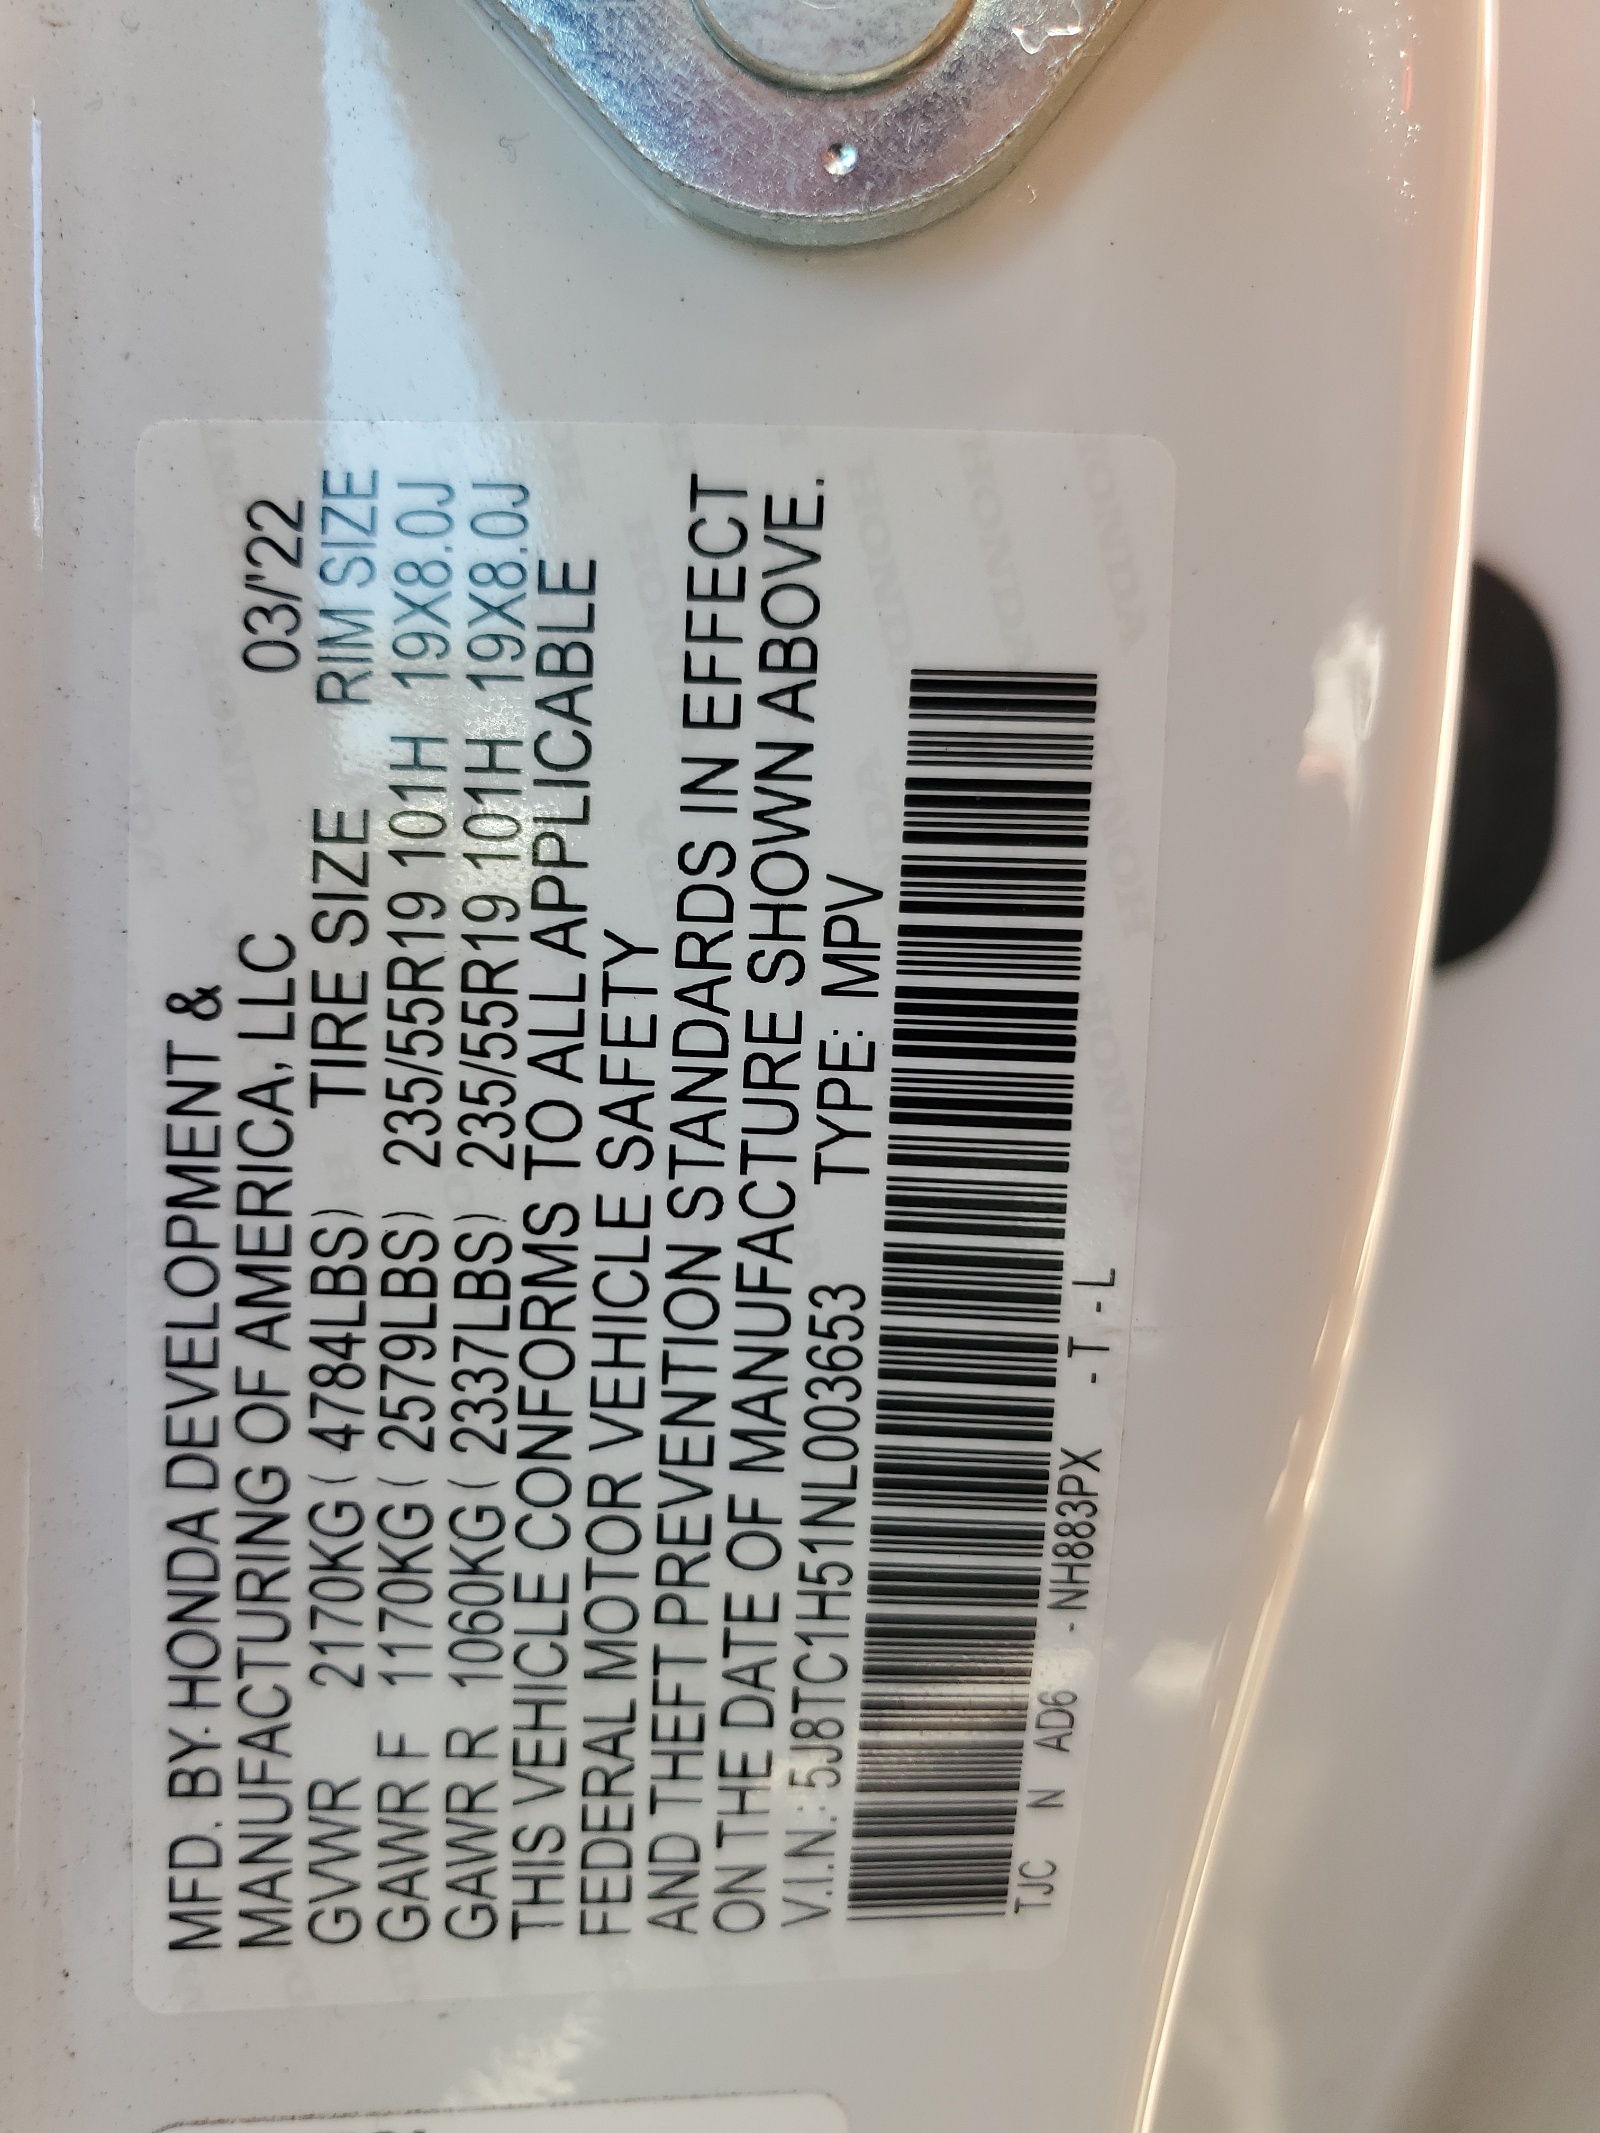 MFD. BY HONDA DEVELOPMENT &
MANUFACTURING OF AMERICA, LLC 03/'22
GVWR 2170KG ( 4784LBS) TIRE SIZE RIM SIZE
GAWR F 1170KG ( 2579LBS) 235/55R19 101H 19X8.0J
GAWR R 1060KG ( 2337LBS) 235/55R19 101H 19X8.0J
THIS VEHICLE CONFORMS TO ALL APPLICABLE
FEDERAL MOTOR VEHICLE SAFETY
AND THEFT PREVENTION STANDARDS IN EFFECT
ON THE DATE OF MANUFACTURE SHOWN ABOVE.
V.I.N.: 5J8TC1H51NL003653 TYPE: MPV
TJC N AD6 - NH883PX - T - L